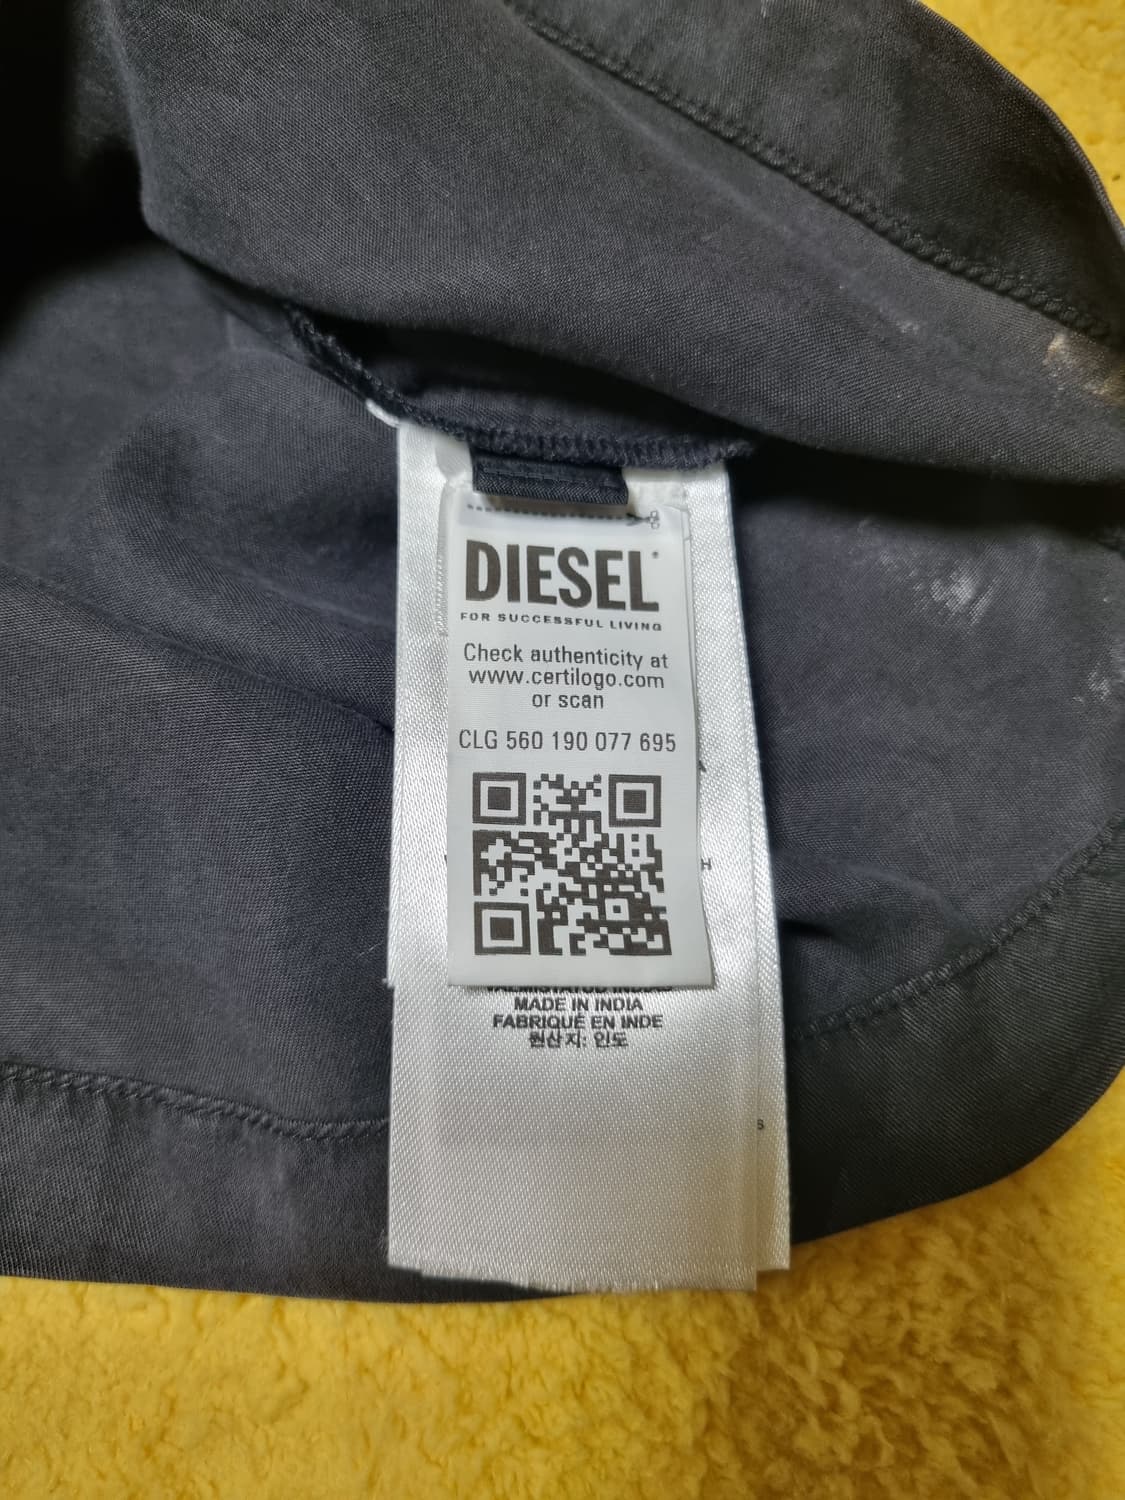 DIESEL
FOR SUCCESSFUL LIVING
Check authenticity at
www.certilogo.com
or scan
CLG 560 190 077 695
H
MADE IN INDIA
FABRIQUÉ EN INDE
원산지: 인도
S